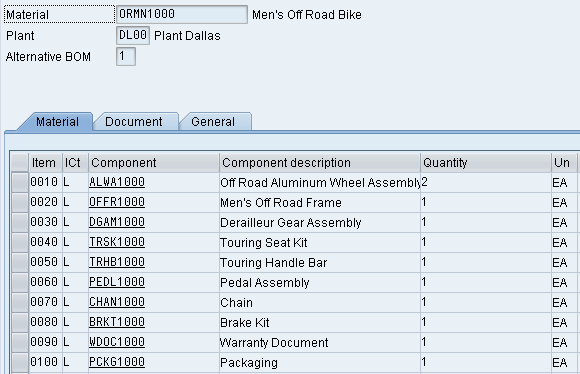 Material ORMN1000 Men's Off Road Bike
Plant DL00 Plant Dallas
Alternative BOM 1
Material Document General
Item ICt Component Component description Quantity Un
0010 L ALWA1000 Off Road Aluminum Wheel Assembly 2 EA
0020 L OFFR1000 Men's Off Road Frame 1 EA
0030 L DGAM1000 Derailleur Gear Assembly 1 EA
0040 L TRSK1000 Touring Seat Kit 1 EA
0050 L TRHB1000 Touring Handle Bar 1 EA
0060 L PEDL1000 Pedal Assembly 1 EA
0070 L CHAN1000 Chain 1 EA
0080 L BRKT1000 Brake Kit 1 EA
0090 L WDOC1000 Warranty Document 1 EA
0100 L PCKG1000 Packaging 1 EA